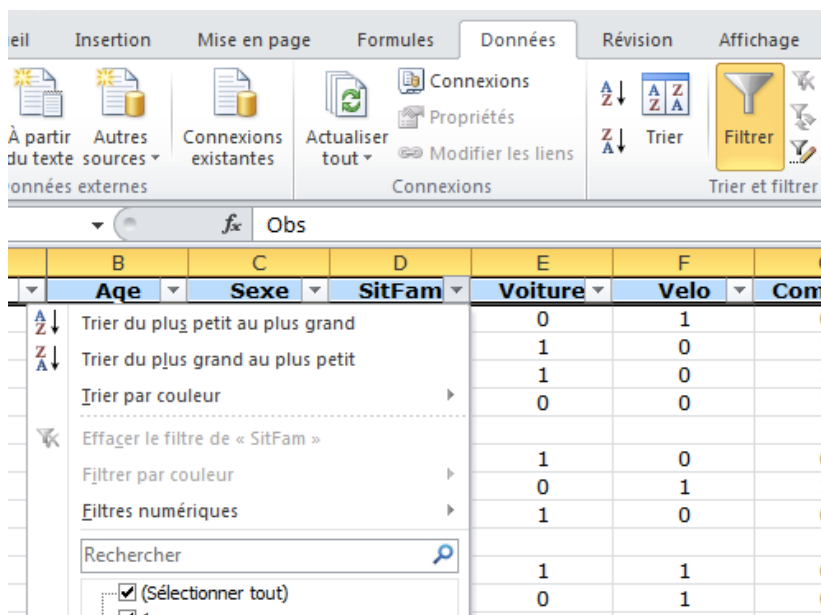 eil Insertion Mise en page Formules Données Révision Affichage
À partir Autres Connexions Actualiser Connexions Trier Filtrer
du texte sources existantes tout Propriétés
Modifier les liens
onnées externes Connexions Trier et filtrer
fx Obs
B C D E F
Age Sexe SitFam Voiture Velo Com
Trier du plus petit au plus grand 0 1
Trier du plus grand au plus petit 1 0
1 0
Trier par couleur 0 0
Effacer le filtre de « SitFam »
1 0
Filtrer par couleur 0 1
Filtres numériques 1 0
Rechercher
1 1
(Sélectionner tout) 0 1